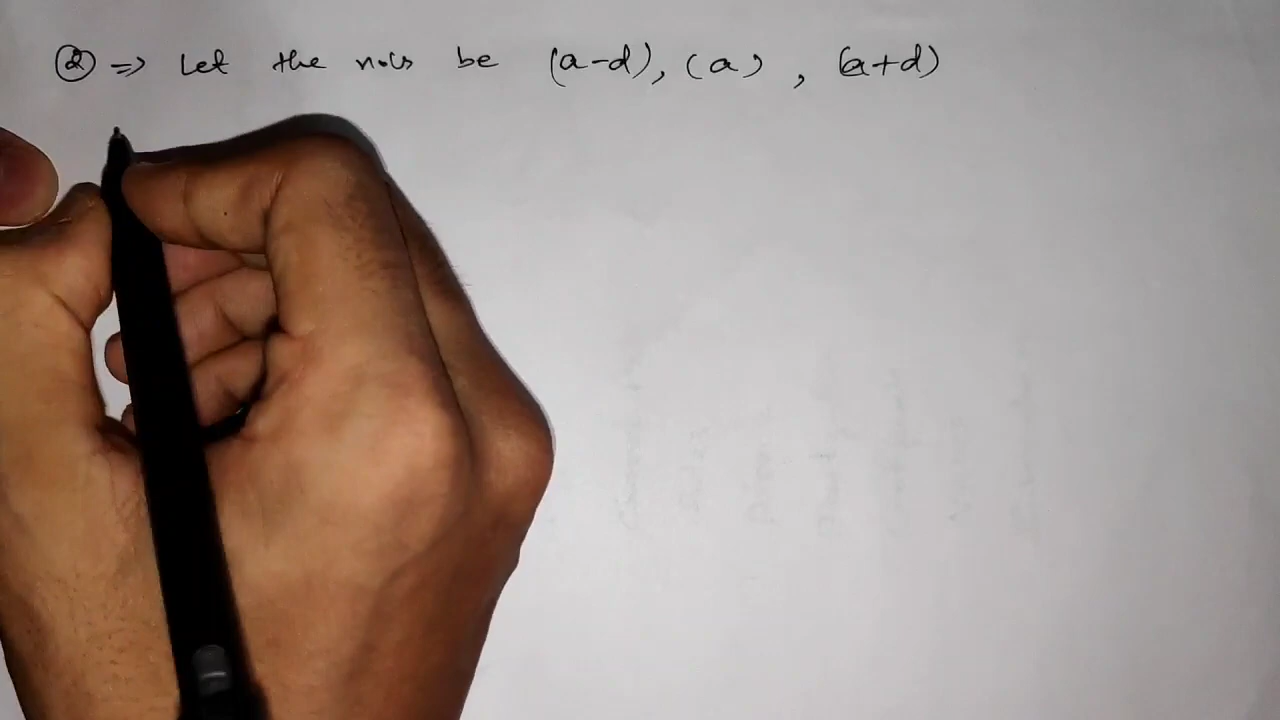 ② => Let the no's be (a-d), (a) , (a+d)